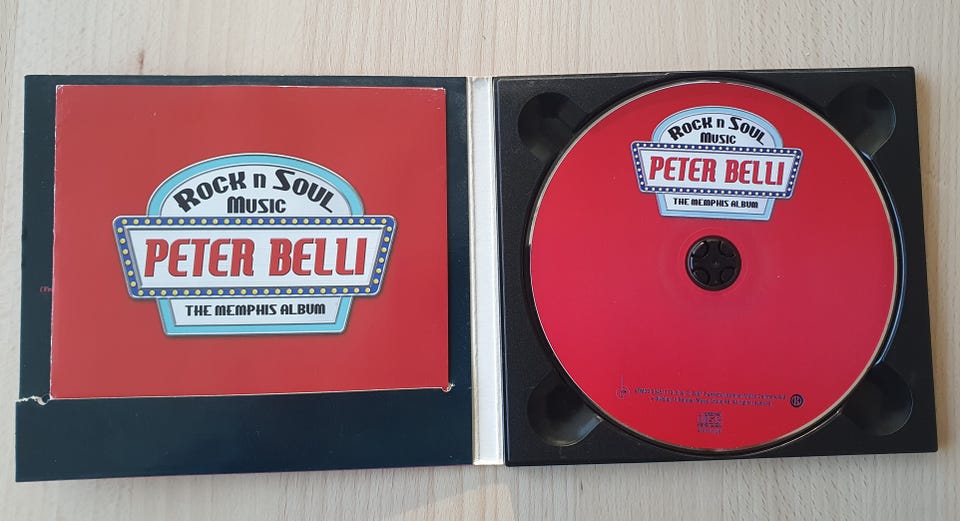 ROCK N SOUL
MUSIC
PETER BELLI
THE MEMPHIS ALBUM
ROCK N SOUL
MUSIC
PETER BELLI
THE MEMPHIS ALBUM